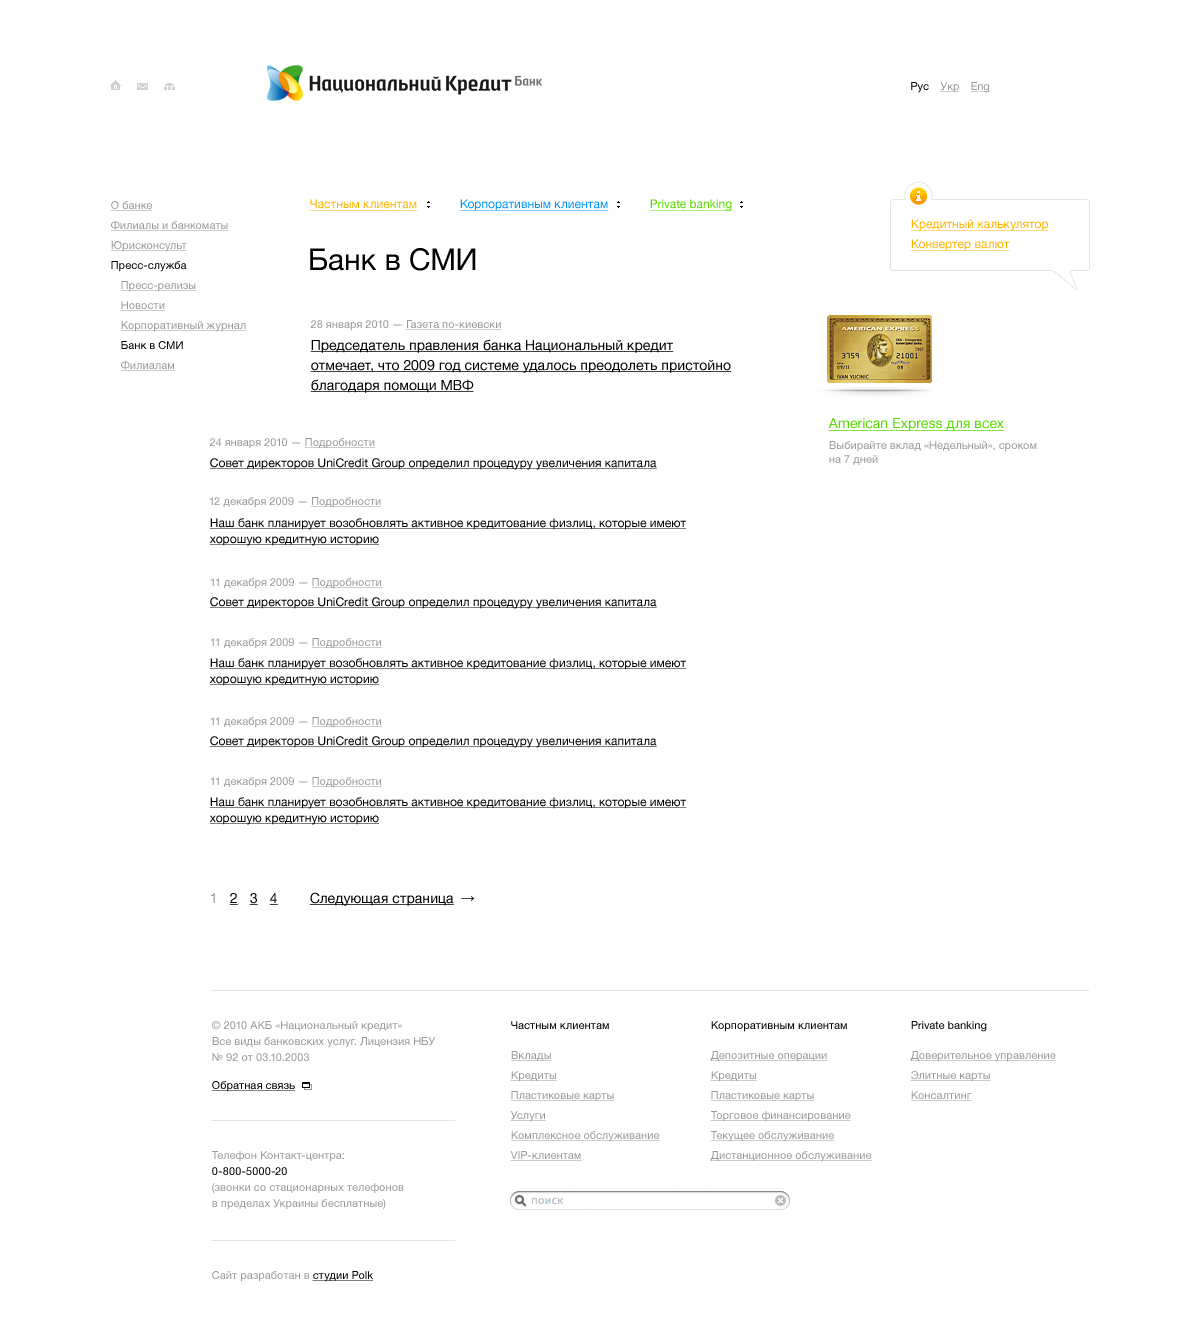 Национальний Кредит Банк
Рус Укр Eng
О банке
Филиалы и банкоматы
Юрисконсульт
Пресс-служба
Пресс-релизы
Новости
Корпоративный журнал
Банк в СМИ
Филиалам
Частным клиентам
Корпоративным клиентам
Private banking
Кредитный калькулятор
Конвертер валют
Банк в СМИ
28 января 2010 — Газета по-киевски
Председатель правления банка Национальный кредит
отмечает, что 2009 год системе удалось преодолеть пристойно
благодаря помощи МВФ
AMERICAN EXPRESS
3759
21001
IVAN YUCINIC
American Express для всех
Выбирайте вклад «Недельный», сроком
на 7 дней
24 января 2010 — Подробности
Совет директоров UniCredit Group определил процедуру увеличения капитала
12 декабря 2009 — Подробности
Наш банк планирует возобновлять активное кредитование физлиц, которые имеют
хорошую кредитную историю
11 декабря 2009 — Подробности
Совет директоров UniCredit Group определил процедуру увеличения капитала
11 декабря 2009 — Подробности
Наш банк планирует возобновлять активное кредитование физлиц, которые имеют
хорошую кредитную историю
11 декабря 2009 — Подробности
Совет директоров UniCredit Group определил процедуру увеличения капитала
11 декабря 2009 — Подробности
Наш банк планирует возобновлять активное кредитование физлиц, которые имеют
хорошую кредитную историю
1 2 3 4 Следующая страница →
© 2010 АКБ «Национальный кредит»
Все виды банковских услуг. Лицензия НБУ
№ 92 от 03.10.2003
Обратная связь
Телефон Контакт-центра:
0-800-5000-20
(звонки со стационарных телефонов
в пределах Украины бесплатные)
Сайт разработан в студии Polk
Частным клиентам
Вклады
Кредиты
Пластиковые карты
Услуги
Комплексное обслуживание
VIP-клиентам
Корпоративным клиентам
Депозитные операции
Кредиты
Пластиковые карты
Торговое финансирование
Текущее обслуживание
Дистанционное обслуживание
Private banking
Доверительное управление
Элитные карты
Консалтинг
поиск